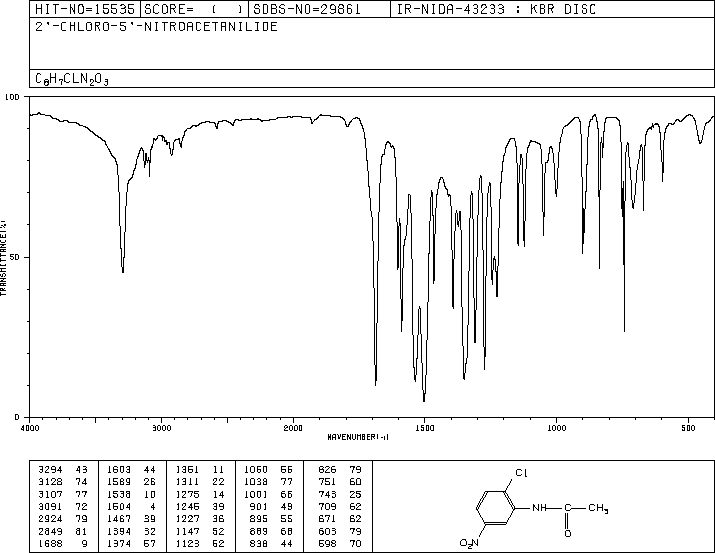 HIT-NO=15535 SCORE= ( ) SDBS-NO=29861 IR-NIDA-43233 : KBR DISC
2'-CHLORO-5'-NITROACETANILIDE
C8H7CLN2O3
100
50
0
TRANSMITTANCE(%)
4000 3000 2000 1500 1000 500
WAVENUMBER(-1)
3294 43 1603 44 1351 11 1050 55 826 79
3128 74 1589 26 1311 22 1038 77 751 60
3107 77 1538 10 1275 14 1001 66 743 25
3091 72 1504 4 1245 39 901 49 709 62
2924 79 1467 39 1227 36 895 55 671 62
2849 81 1394 32 1147 52 889 68 603 79
1688 9 1374 57 1123 52 838 44 598 70
Cl
NH
C
CH3
O
O2N